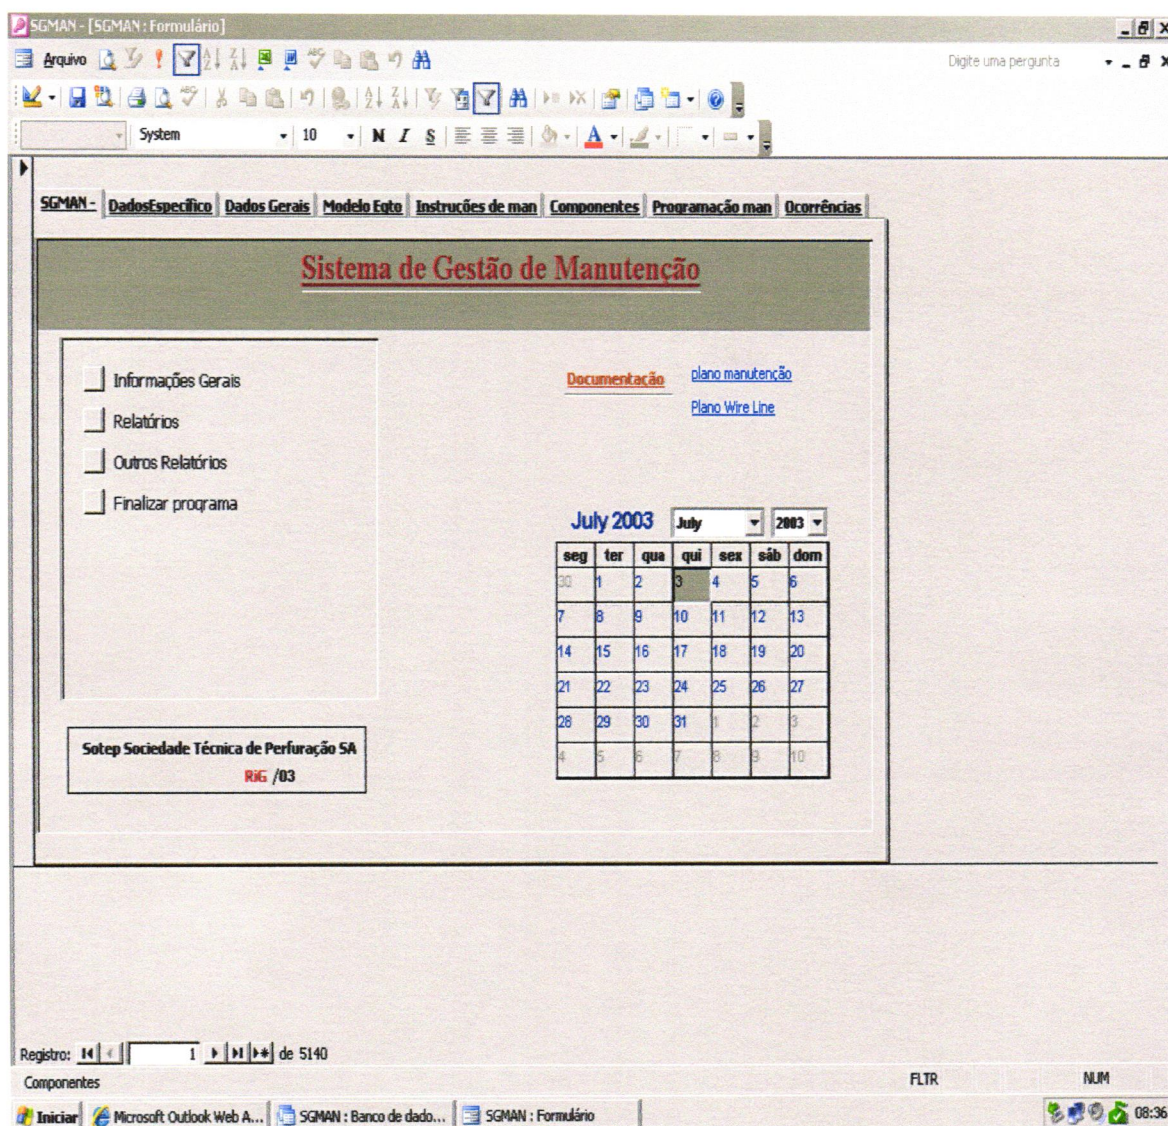 SGMAN - [SGMAN : Formulário]
Arquivo
Digite uma pergunta
System 10 N I S
SGMAN - DadosEspecífico Dados Gerais Modelo Eqto Instruções de man Componentes Programação man Ocorrências
Sistema de Gestão de Manutenção
Informações Gerais
Relatórios
Outros Relatórios
Finalizar programa
Documentação
plano manutenção
Plano Wire Line
July 2003 July 2003
seg ter qua qui sex sáb dom
30 1 2 3 4 5 6
7 8 9 10 11 12 13
14 15 16 17 18 19 20
21 22 23 24 25 26 27
28 29 30 31 1 2 3
4 5 6 7 8 9 10
Sotep Sociedade Técnica de Perfuração SA
RiG /03
Registro: 1 de 5140
Componentes FLTR NUM
Iniciar Microsoft Outlook Web A... SGMAN : Banco de dado... SGMAN : Formulário 08:36